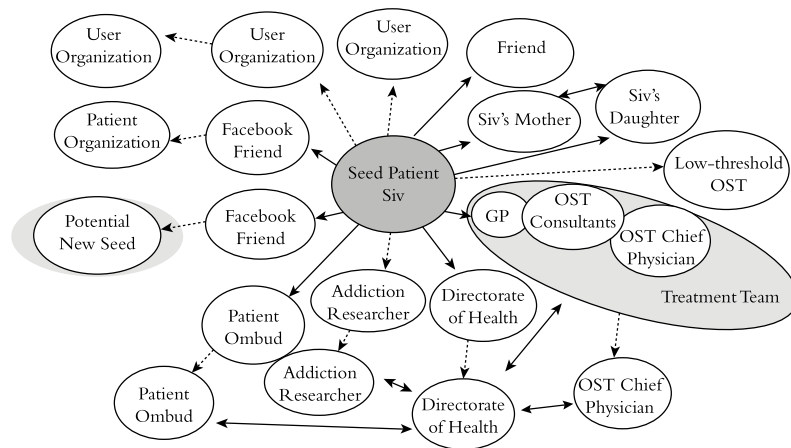 User
Organization
User
Organization
User
Organization
Friend
Siv's Mother
Siv's
Daughter
Patient
Organization
Facebook
Friend
Seed Patient
Siv
Low-threshold
OST
Potential
New Seed
Facebook
Friend
GP
OST
Consultants
OST Chief
Physician
Treatment Team
Addiction
Researcher
Directorate
of Health
Patient
Ombud
Addiction
Researcher
Patient
Ombud
Directorate
of Health
OST Chief
Physician